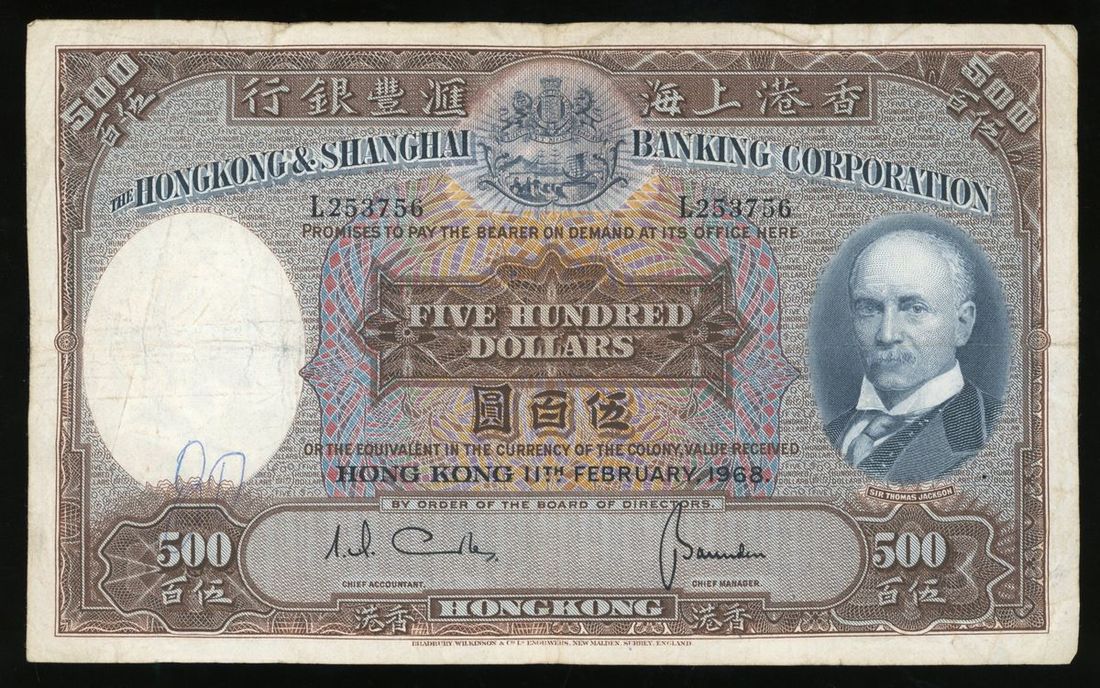 500
百伍
行銀豐滙
海上港香
500
百伍
THE HONGKONG & SHANGHAI BANKING CORPORATION
L253756
L253756
PROMISES TO PAY THE BEARER ON DEMAND AT ITS OFFICE HERE
FIVE HUNDRED
DOLLARS
圓百伍
OR THE EQUIVALENT IN THE CURRENCY OF THE COLONY, VALUE RECEIVED
HONG KONG 11TH FEBRUARY, 1968.
SIR THOMAS JACKSON
BY ORDER OF THE BOARD OF DIRECTORS.
500
百伍
CHIEF ACCOUNTANT.
CHIEF MANAGER.
500
百伍
港香
HONGKONG
港香
BRADBURY, WILKINSON & Co. Ld. ENGRAVERS, NEW MALDEN, SURREY, ENGLAND.